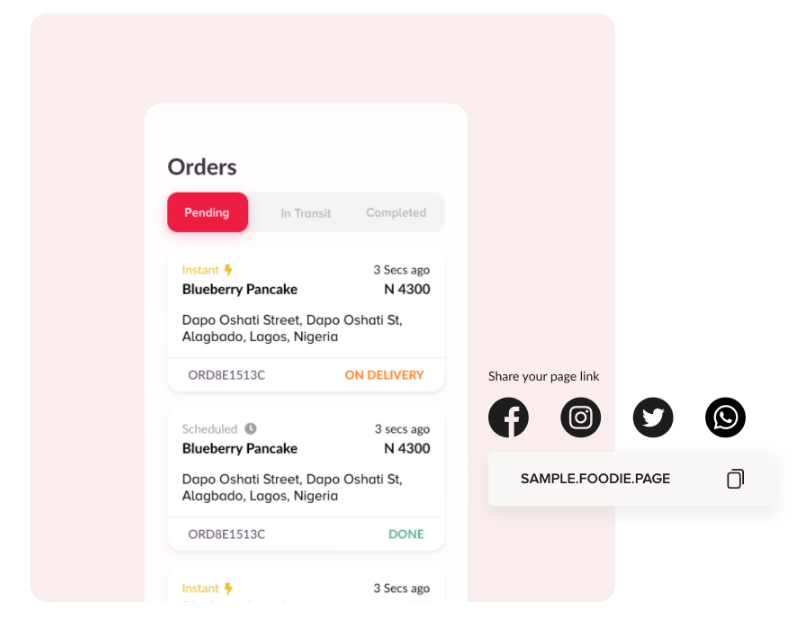 Orders
Pending In Transit Completed
Instant 3 Secs ago
Blueberry Pancake N 4300
Dapo Oshati Street, Dapo Oshati St,
Alagbado, Lagos, Nigeria
ORD8E1513C ON DELIVERY
Scheduled 3 secs ago
Blueberry Pancake N 4300
Dapo Oshati Street, Dapo Oshati St,
Alagbado, Lagos, Nigeria
ORD8E1513C DONE
Instant 3 Secs ago
Share your page link
SAMPLE.FOODIE.PAGE